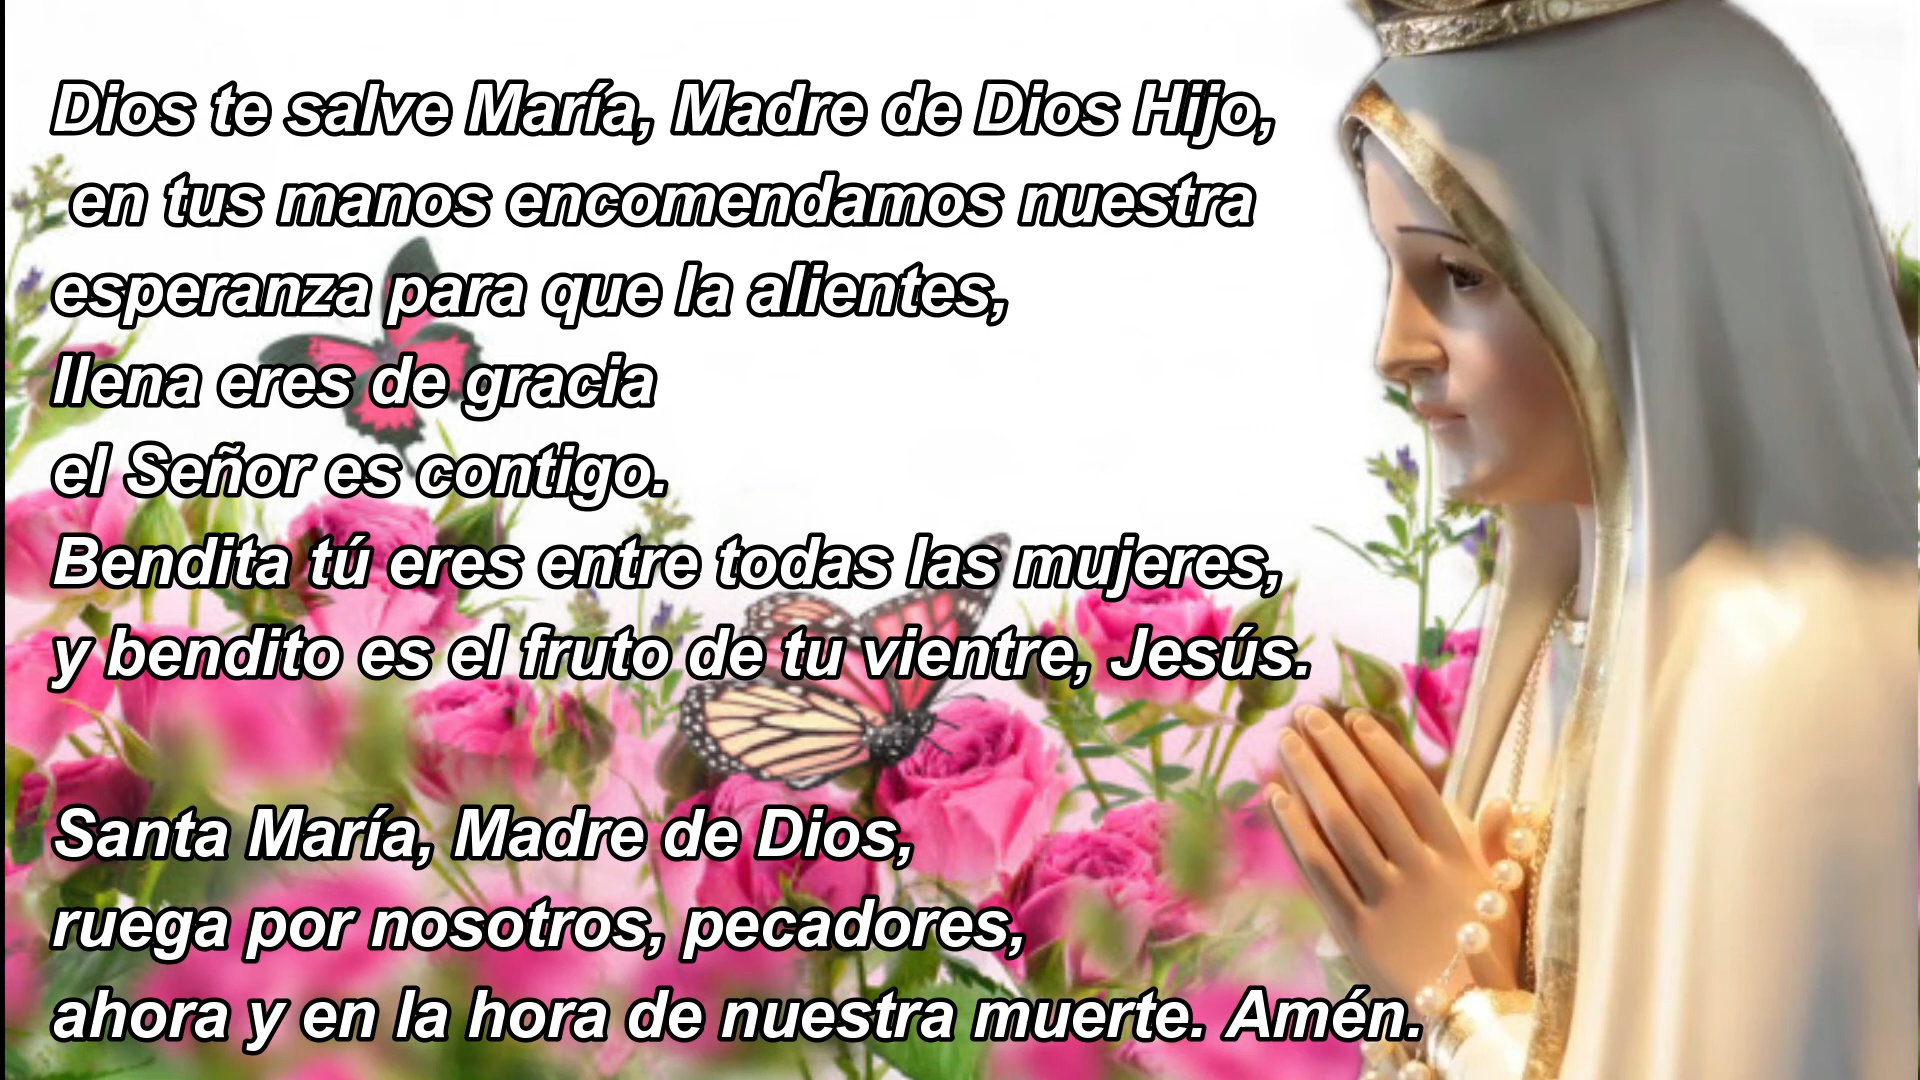 Dios te salve María, Madre de Dios Hijo,
en tus manos encomendamos nuestra
esperanza para que la alientes,
llena eres de gracia
el Señor es contigo.
Bendita tú eres entre todas las mujeres,
y bendito es el fruto de tu vientre, Jesús.
Santa María, Madre de Dios,
ruega por nosotros, pecadores,
ahora y en la hora de nuestra muerte. Amén.